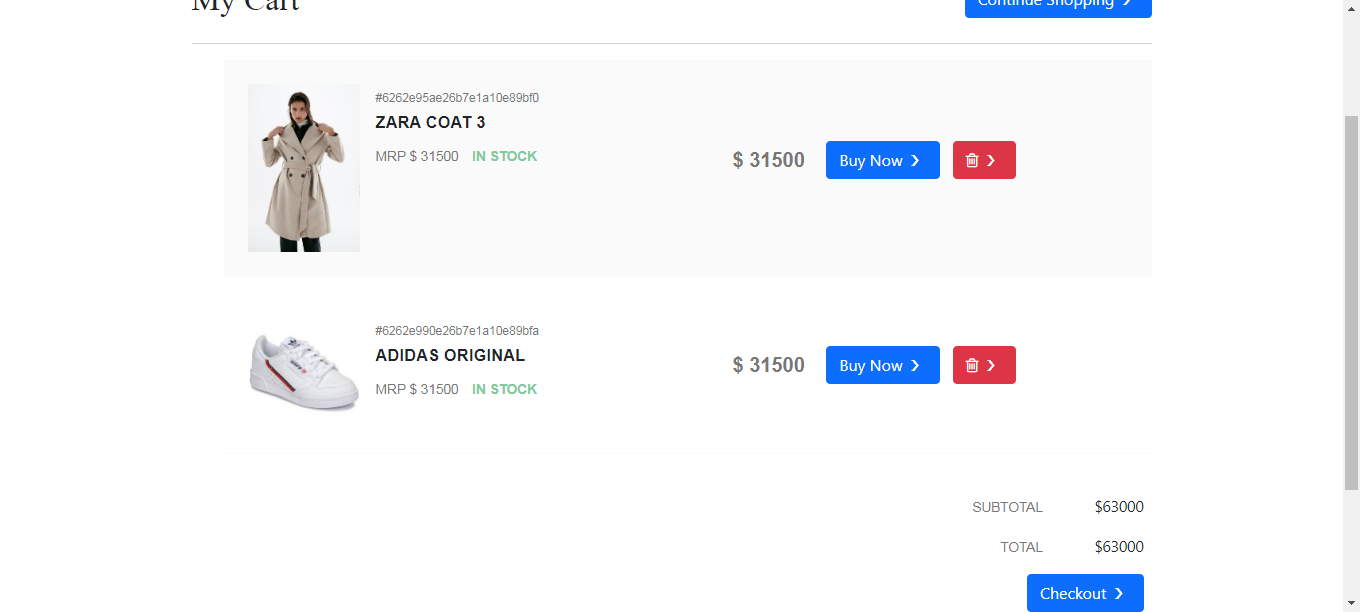 My Cart
Continue Shopping
#6262e95ae26b7e1a10e89bf0
ZARA COAT 3
MRP $ 31500 IN STOCK
$ 31500 Buy Now
#6262e990e26b7e1a10e89bfa
ADIDAS ORIGINAL
MRP $ 31500 IN STOCK
$ 31500 Buy Now
SUBTOTAL $63000
TOTAL $63000
Checkout